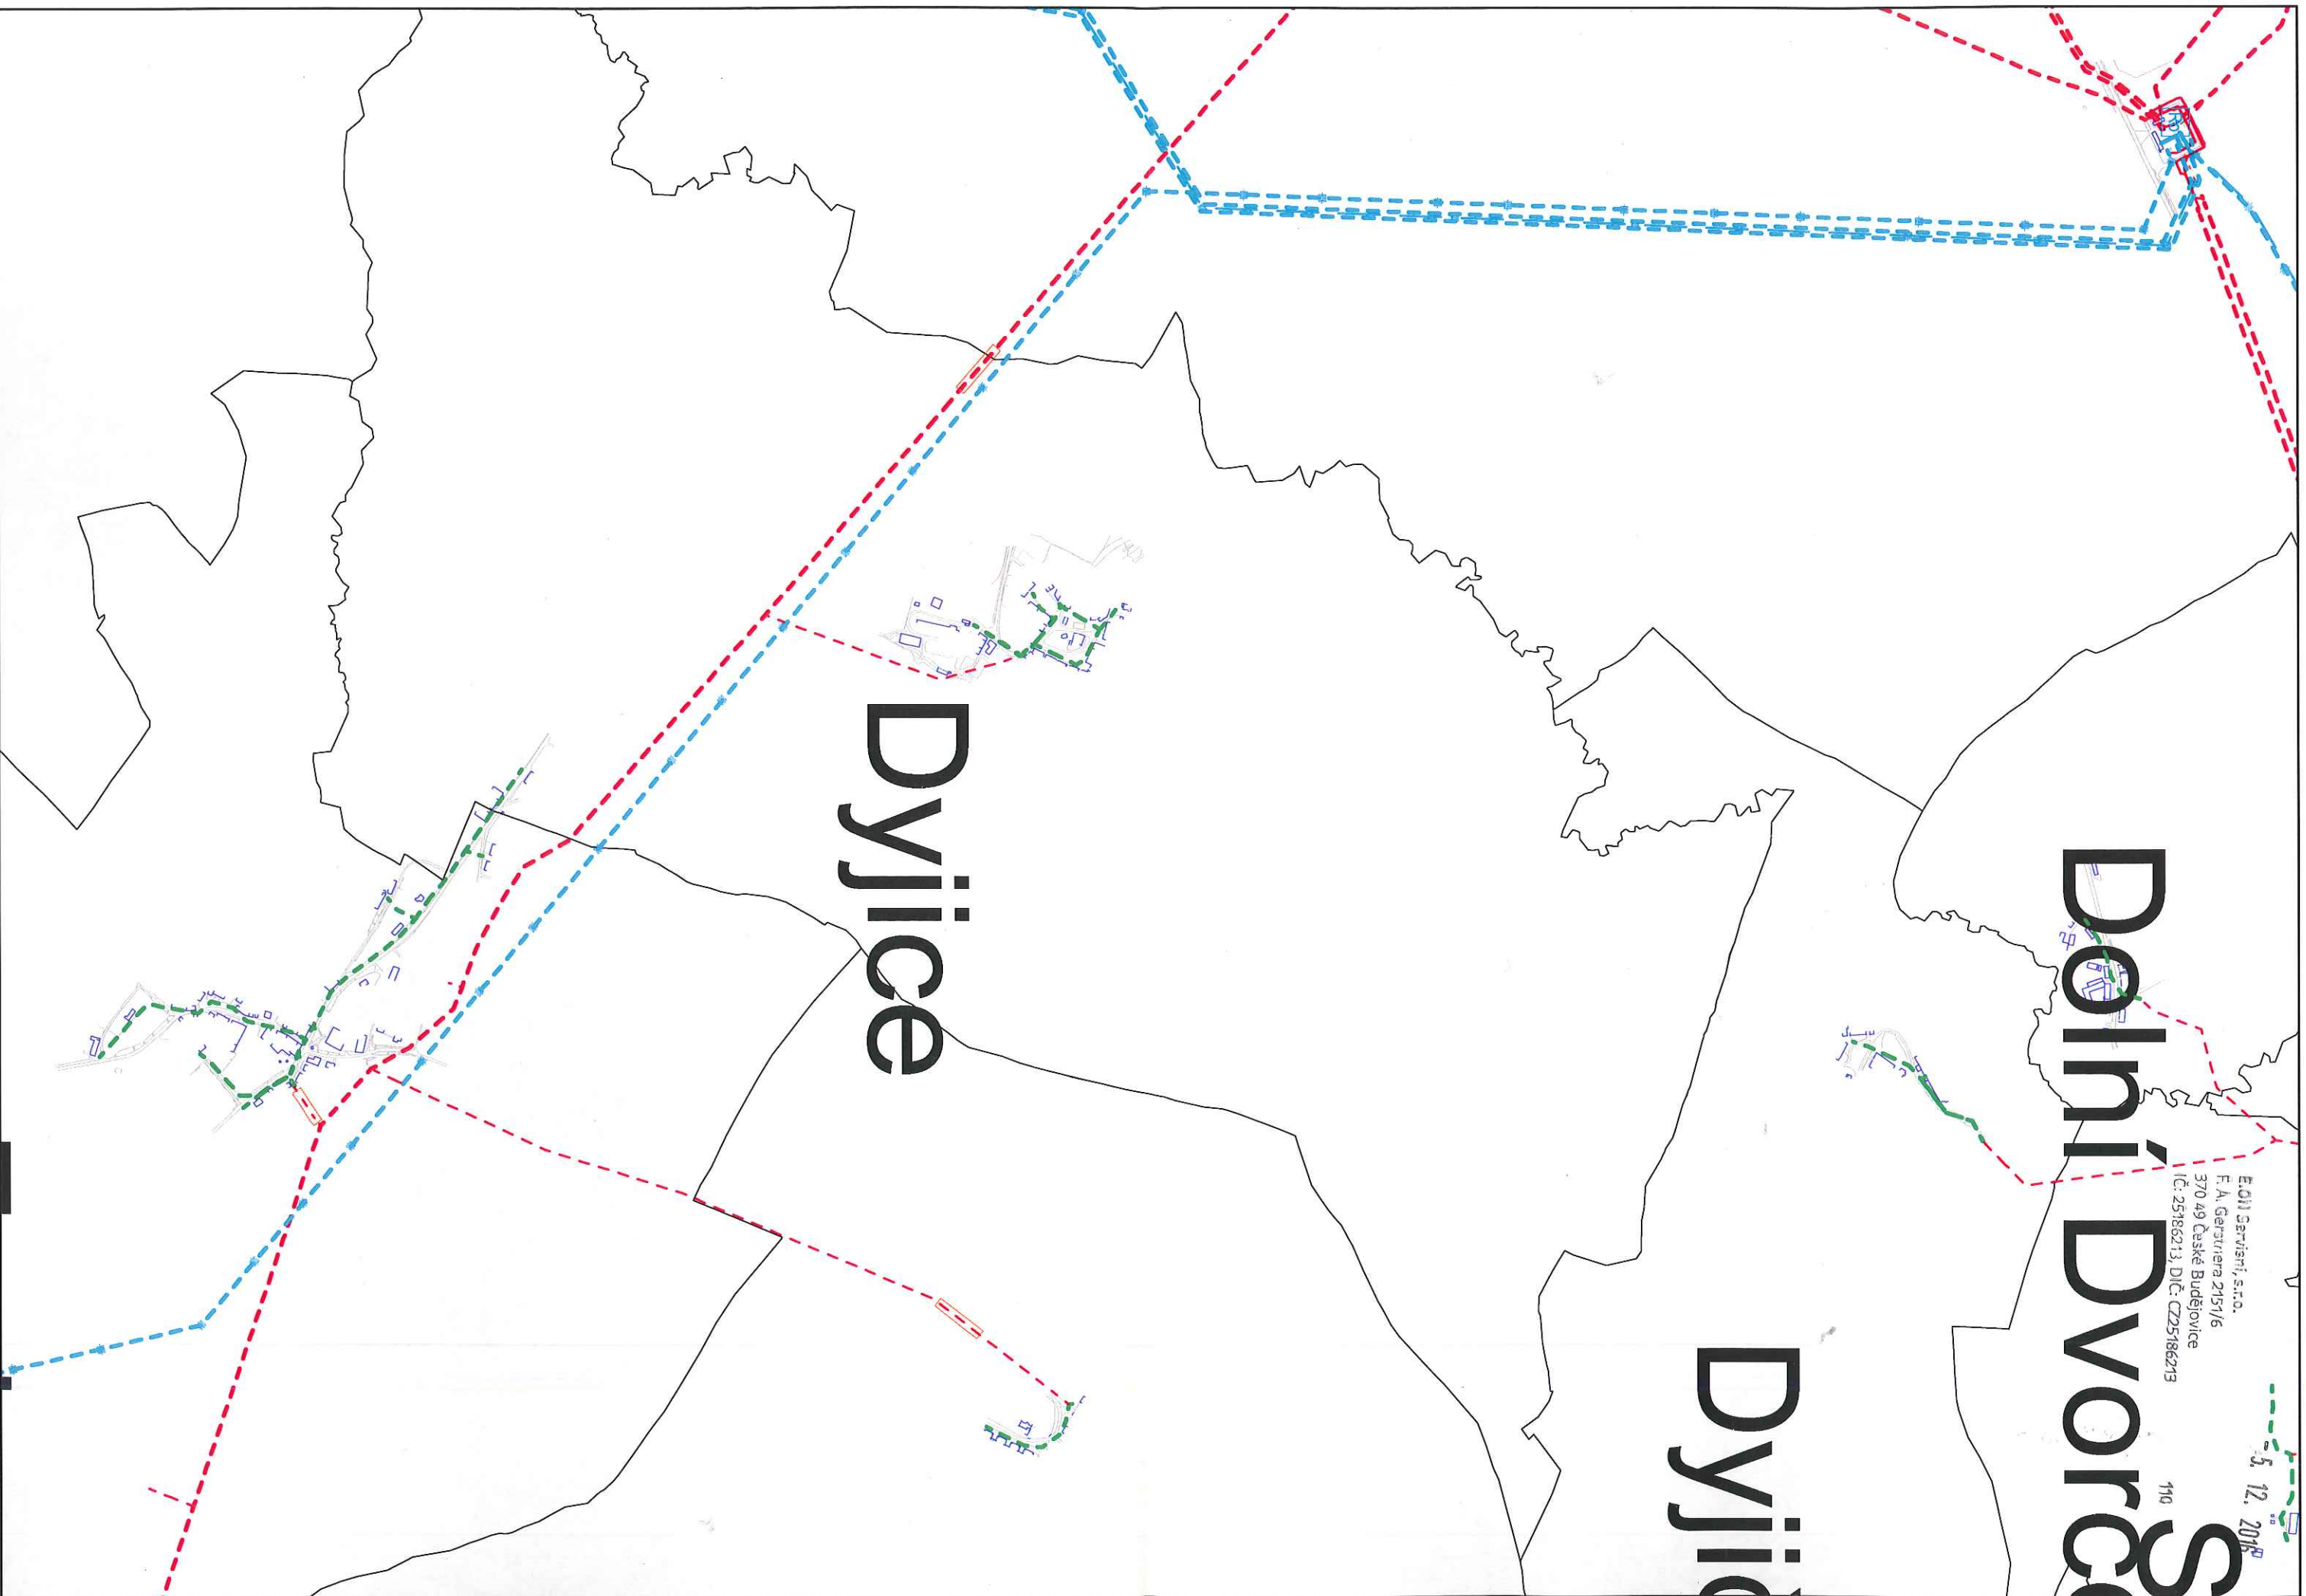 Dyjice
Dolní Dvorce
Dyjic
S
E.ON Servisní, s.r.o.
F. A. Gerstnera 2151/6
370 49 České Budějovice
IČ: 25186213, DIČ: CZ25186213
110
-5. 12. 2016